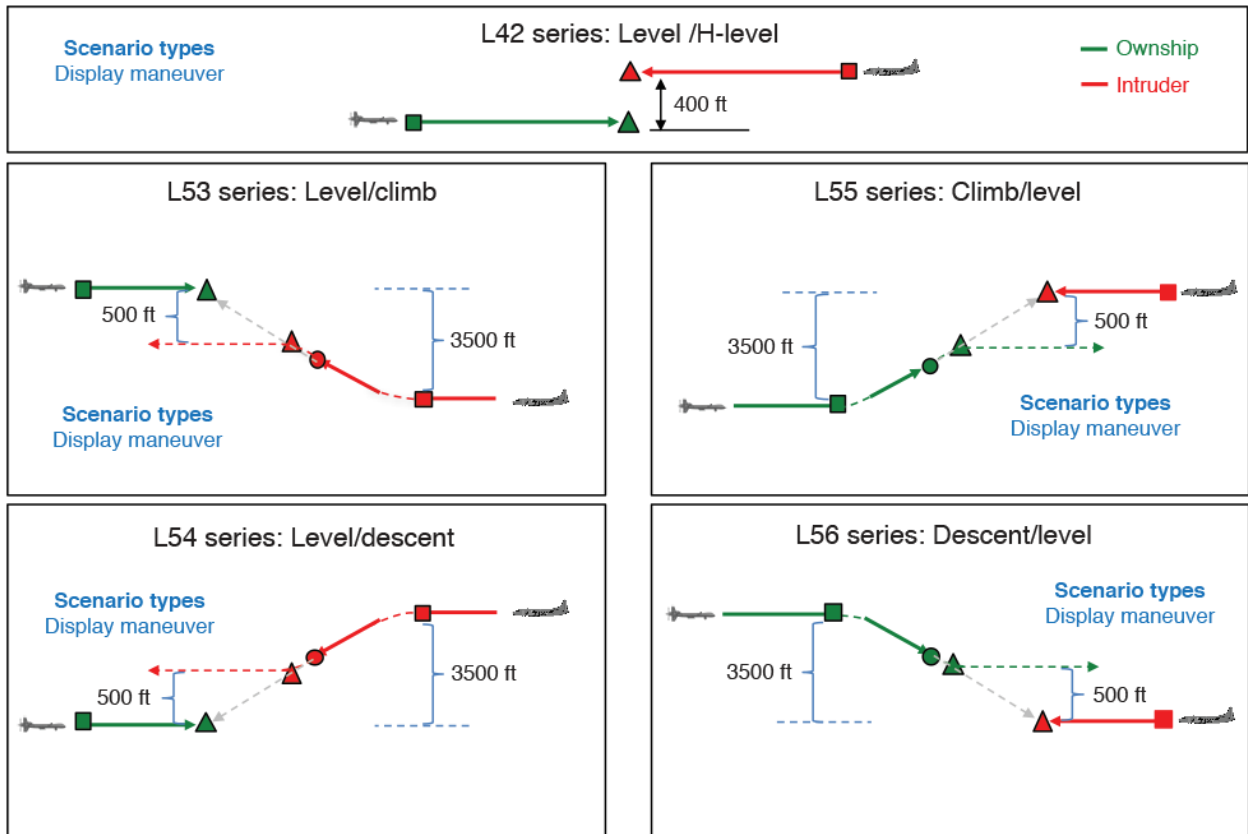 L42 series: Level /H-level
Scenario types
Display maneuver
Ownship
Intruder
400 ft
L53 series: Level/climb
500 ft
3500 ft
Scenario types
Display maneuver
L55 series: Climb/level
3500 ft
500 ft
Scenario types
Display maneuver
L54 series: Level/descent
Scenario types
Display maneuver
500 ft
3500 ft
L56 series: Descent/level
Scenario types
Display maneuver
3500 ft
500 ft